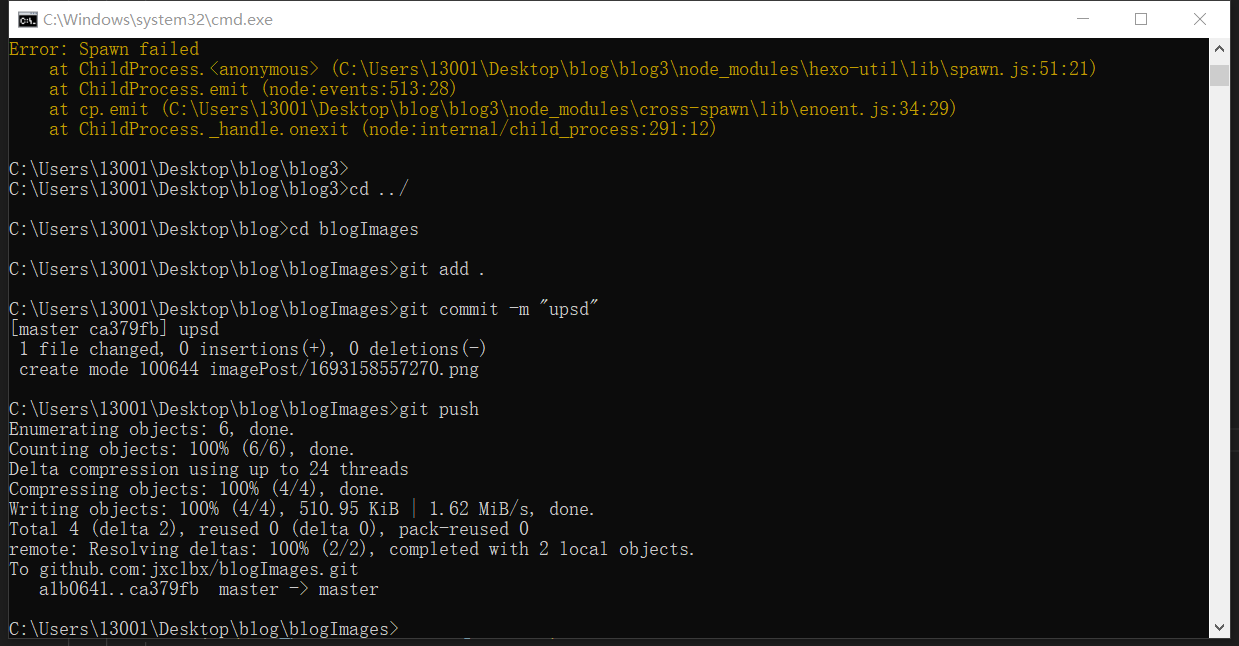 C:\Windows\system32\cmd.exe
Error: Spawn failed
at ChildProcess.<anonymous> (C:\Users\13001\Desktop\blog\blog3\node_modules\hexo-util\lib\spawn.js:51:21)
at ChildProcess.emit (node:events:513:28)
at cp.emit (C:\Users\13001\Desktop\blog\blog3\node_modules\cross-spawn\lib\enoent.js:34:29)
at ChildProcess._handle.onexit (node:internal/child_process:291:12)
C:\Users\13001\Desktop\blog\blog3>
C:\Users\13001\Desktop\blog\blog3>cd ../
C:\Users\13001\Desktop\blog>cd blogImages
C:\Users\13001\Desktop\blog\blogImages>git add .
C:\Users\13001\Desktop\blog\blogImages>git commit -m "upsd"
[master ca379fb] upsd
1 file changed, 0 insertions(+), 0 deletions(-)
create mode 100644 imagePost/1693158557270.png
C:\Users\13001\Desktop\blog\blogImages>git push
Enumerating objects: 6, done.
Counting objects: 100% (6/6), done.
Delta compression using up to 24 threads
Compressing objects: 100% (4/4), done.
Writing objects: 100% (4/4), 510.95 KiB | 1.62 MiB/s, done.
Total 4 (delta 2), reused 0 (delta 0), pack-reused 0
remote: Resolving deltas: 100% (2/2), completed with 2 local objects.
To github.com:jxclbx/blogImages.git
a1b0641..ca379fb  master -> master
C:\Users\13001\Desktop\blog\blogImages>